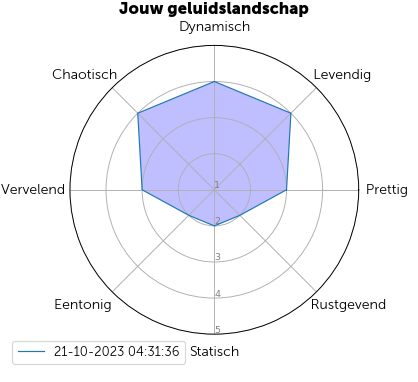 Jouw geluidslandschap
Dynamisch
Chaotisch
Levendig
Vervelend
1
Prettig
2
3
4
Eentonig
Rustgevend
5
21-10-2023 04:31:36
Statisch